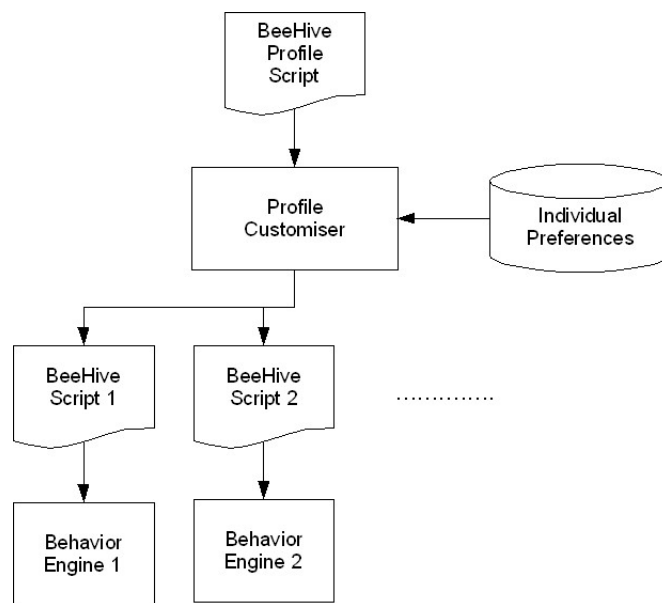 BeeHive
Profile
Script
Profile
Customiser
Individual
Preferences
BeeHive
Script 1
BeeHive
Script 2
..............
Behavior
Engine 1
Behavior
Engine 2